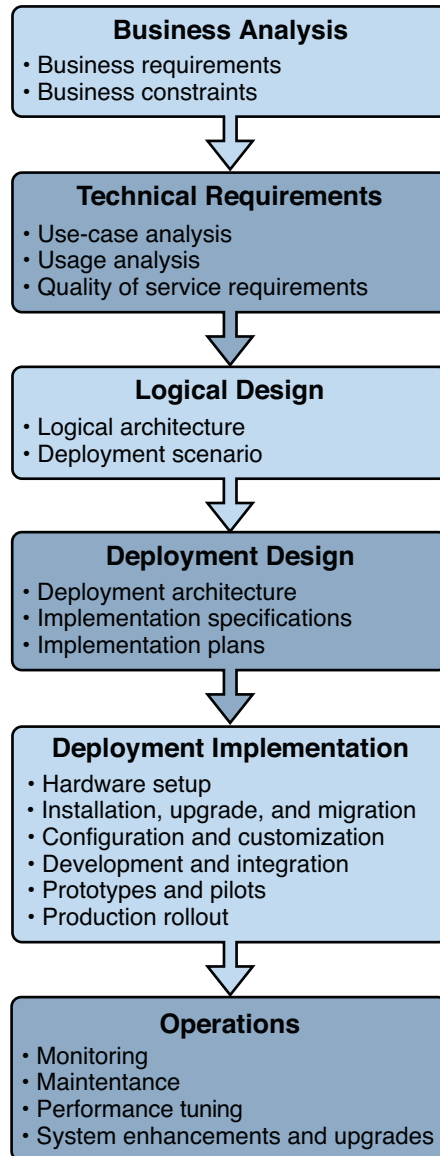 Business Analysis
• Business requirements
• Business constraints
Technical Requirements
• Use-case analysis
• Usage analysis
• Quality of service requirements
Logical Design
• Logical architecture
• Deployment scenario
Deployment Design
• Deployment architecture
• Implementation specifications
• Implementation plans
Deployment Implementation
• Hardware setup
• Installation, upgrade, and migration
• Configuration and customization
• Development and integration
• Prototypes and pilots
• Production rollout
Operations
• Monitoring
• Maintentance
• Performance tuning
• System enhancements and upgrades